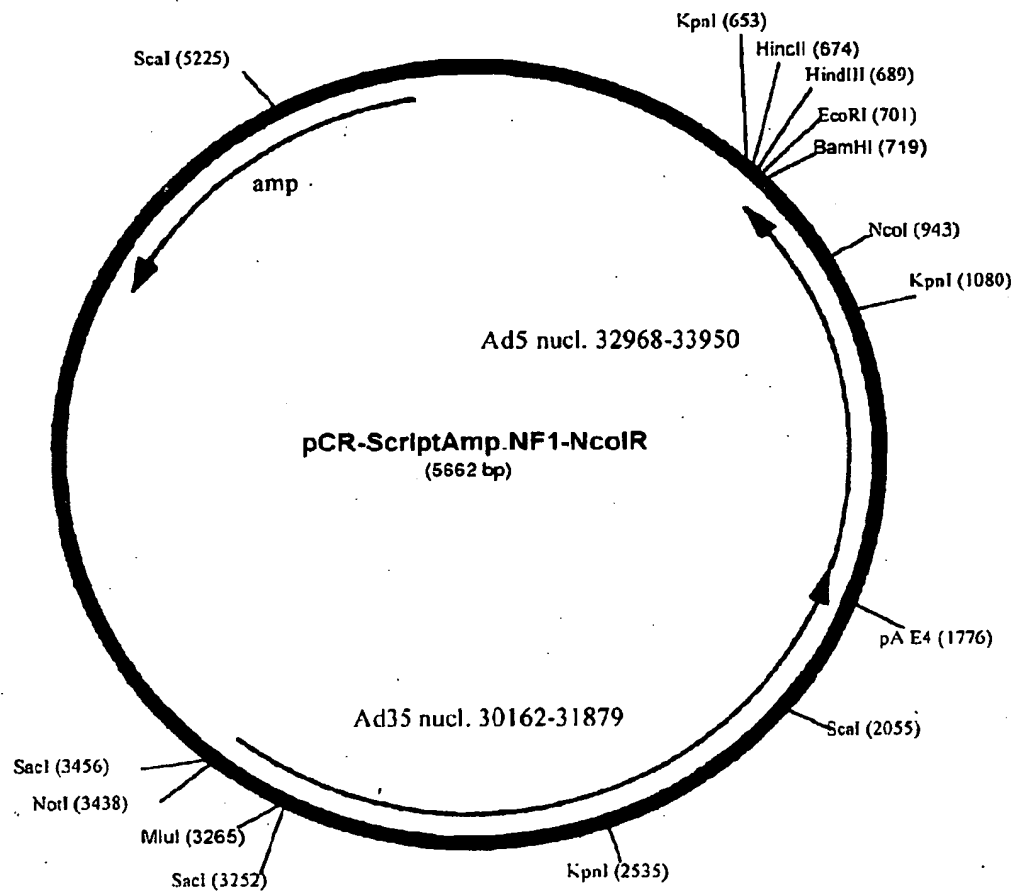 KpnI (653)
HincII (674)
ScaI (5225)
HindIII (689)
EcoRI (701)
BamHI (719)
amp
NcoI (943)
KpnI (1080)
Ad5 nucl. 32968-33950
pCR-ScriptAmp.NF1-NcoIR
(5662 bp)
pA E4 (1776)
Ad35 nucl. 30162-31879
ScaI (2055)
SacI (3456)
NotI (3438)
MluI (3265)
KpnI (2535)
SacI (3252)